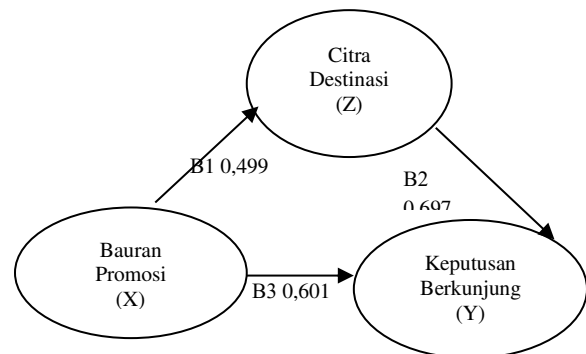 Citra
Destinasi
(Z)
B1 0,499
B2
0,697
Bauran
Promosi
(X)
B3 0,601
Keputusan
Berkunjung
(Y)